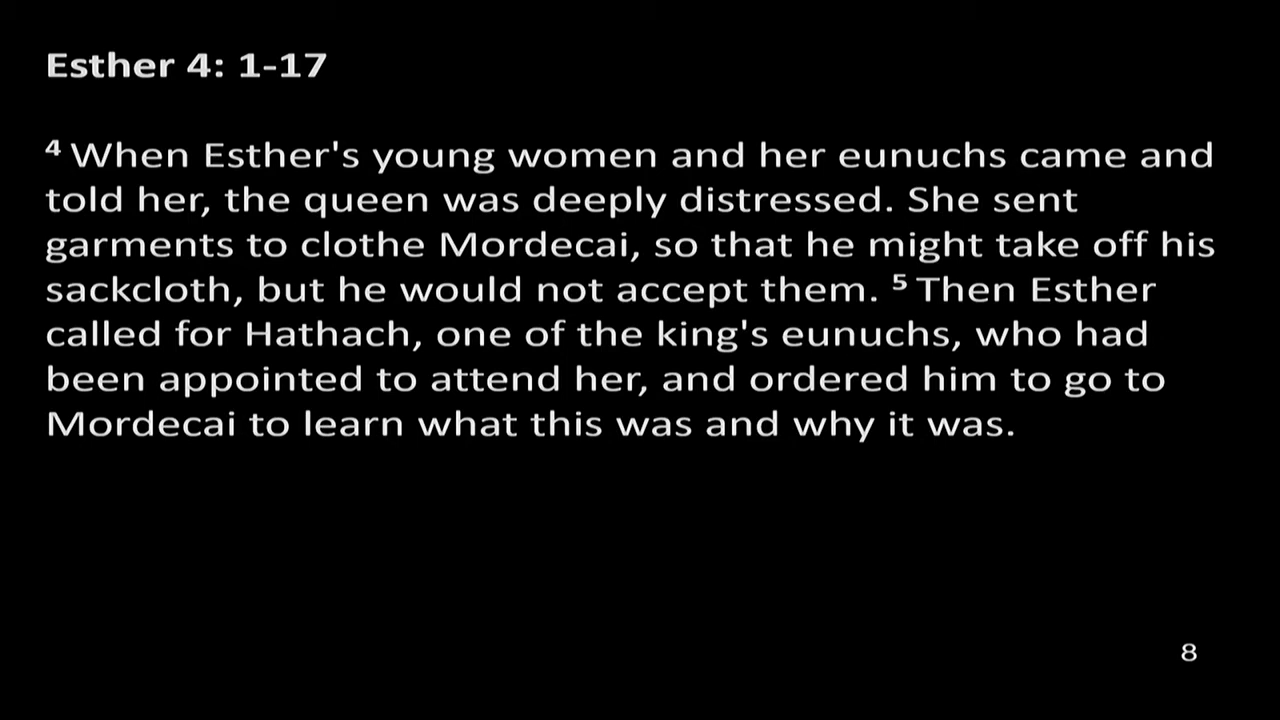 Esther 4: 1-17
4 When Esther's young women and her eunuchs came and
told her, the queen was deeply distressed. She sent
garments to clothe Mordecai, so that he might take off his
sackcloth, but he would not accept them. 5 Then Esther
called for Hathach, one of the king's eunuchs, who had
been appointed to attend her, and ordered him to go to
Mordecai to learn what this was and why it was.
8